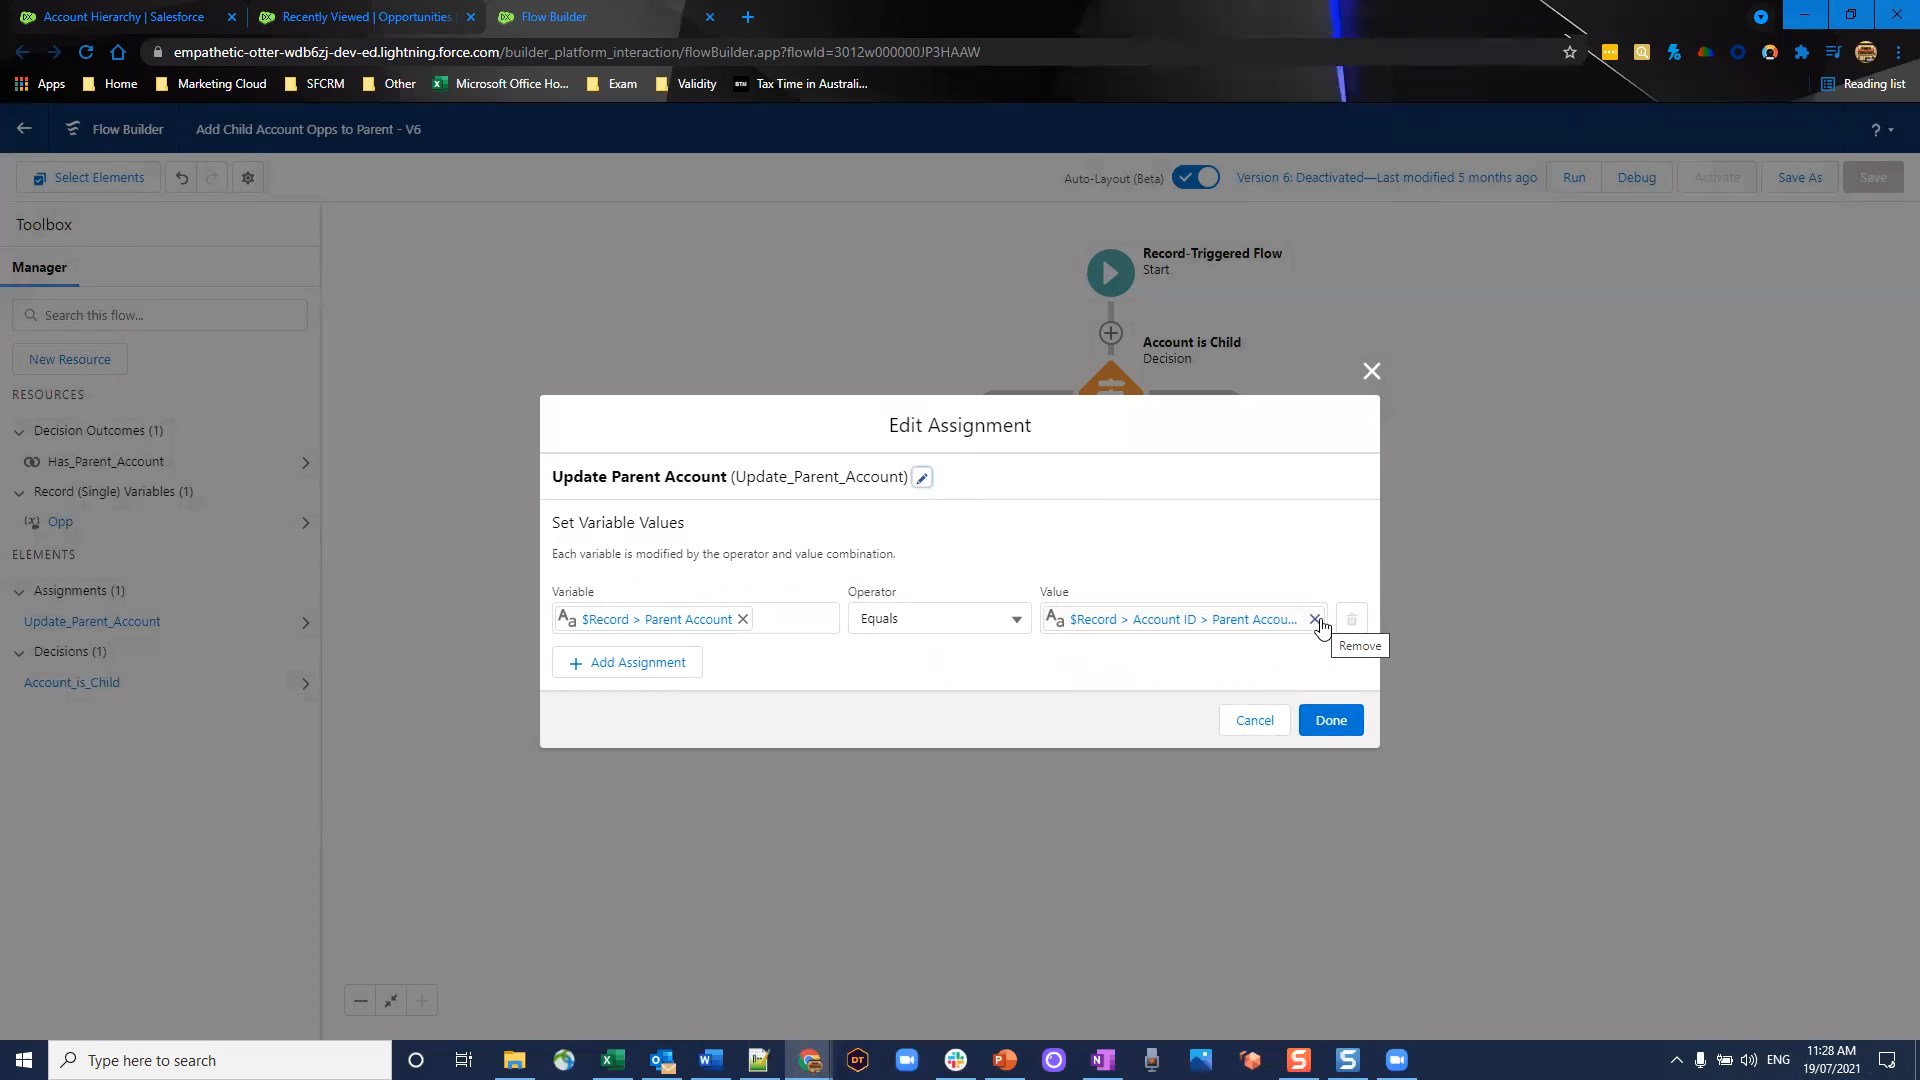 Account Hierarchy | Salesforce
Recently Viewed | Opportunities
Flow Builder
empathetic-otter-wdb6zj-dev-ed.lightning.force.com/builder_platform_interaction/flowBuilder.app?flowId=3012w000000JP3HAAW
Apps
Home
Marketing Cloud
SFCRM
Other
Microsoft Office Ho...
Exam
Validity
Tax Time in Australi...
Reading list
Flow Builder
Add Child Account Opps to Parent - V6
?
Select Elements
Auto-Layout (Beta)
Version 6: Deactivated—Last modified 5 months ago
Run
Debug
Activate
Save As
Save
Toolbox
Manager
Search this flow...
New Resource
RESOURCES
Decision Outcomes (1)
Has_Parent_Account
Record (Single) Variables (1)
Opp
ELEMENTS
Assignments (1)
Update_Parent_Account
Decisions (1)
Account_is_Child
Record-Triggered Flow
Start
Account is Child
Decision
Edit Assignment
Update Parent Account (Update_Parent_Account)
Set Variable Values
Each variable is modified by the operator and value combination.
Variable
Operator
Value
Aa $Record > Parent Account
Equals
Aa $Record > Account ID > Parent Accou...
Remove
+ Add Assignment
Cancel
Done
Type here to search
DT
ENG
11:28 AM
19/07/2021